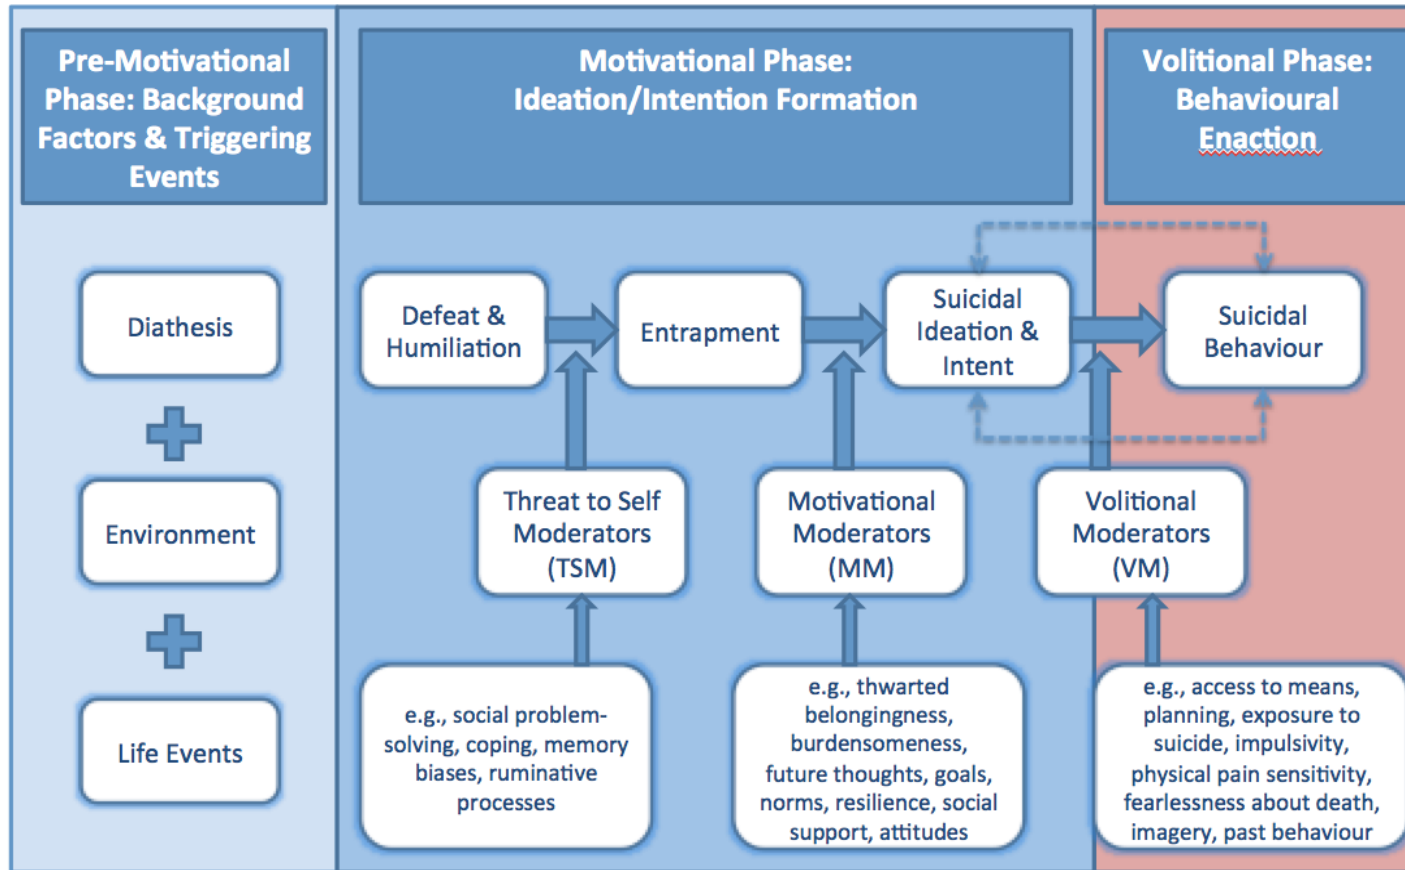 Pre-Motivational
Phase: Background
Factors & Triggering
Events
Motivational Phase:
Ideation/Intention Formation
Volitional Phase:
Behavioural
Enaction
Diathesis
Environment
Life Events
Defeat &
Humiliation
Entrapment
Suicidal
Ideation &
Intent
Suicidal
Behaviour
Threat to Self
Moderators
(TSM)
Motivational
Moderators
(MM)
Volitional
Moderators
(VM)
e.g., social problem-
solving, coping, memory
biases, ruminative
processes
e.g., thwarted
belongingness,
burdensomeness,
future thoughts, goals,
norms, resilience, social
support, attitudes
e.g., access to means,
planning, exposure to
suicide, impulsivity,
physical pain sensitivity,
fearlessness about death,
imagery, past behaviour